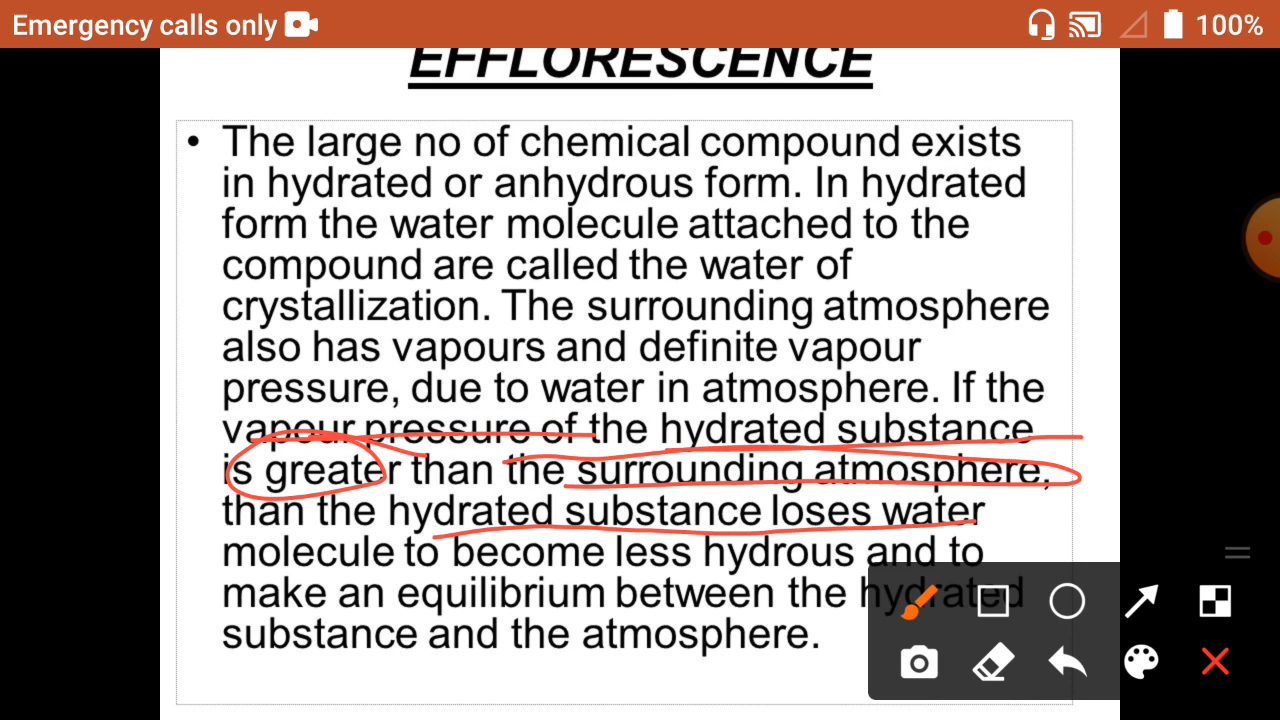 Emergency calls only
100%
EFFLORESCENCE
• The large no of chemical compound exists
in hydrated or anhydrous form. In hydrated
form the water molecule attached to the
compound are called the water of
crystallization. The surrounding atmosphere
also has vapours and definite vapour
pressure, due to water in atmosphere. If the
vapour pressure of the hydrated substance
is greater than the surrounding atmosphere,
than the hydrated substance loses water
molecule to become less hydrous and to
make an equilibrium between the hydrated
substance and the atmosphere.